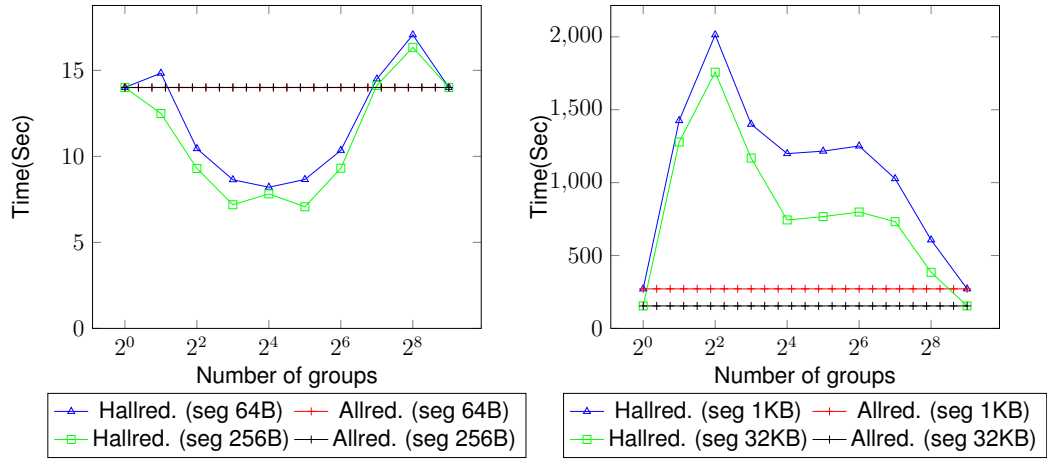 Time(Sec)
15
10
5
0
2^0
2^2
2^4
2^6
2^8
Number of groups
Hallred. (seg 64B)
Allred. (seg 64B)
Hallred. (seg 256B)
Allred. (seg 256B)
Time(Sec)
2,000
1,500
1,000
500
0
2^0
2^2
2^4
2^6
2^8
Number of groups
Hallred. (seg 1KB)
Allred. (seg 1KB)
Hallred. (seg 32KB)
Allred. (seg 32KB)